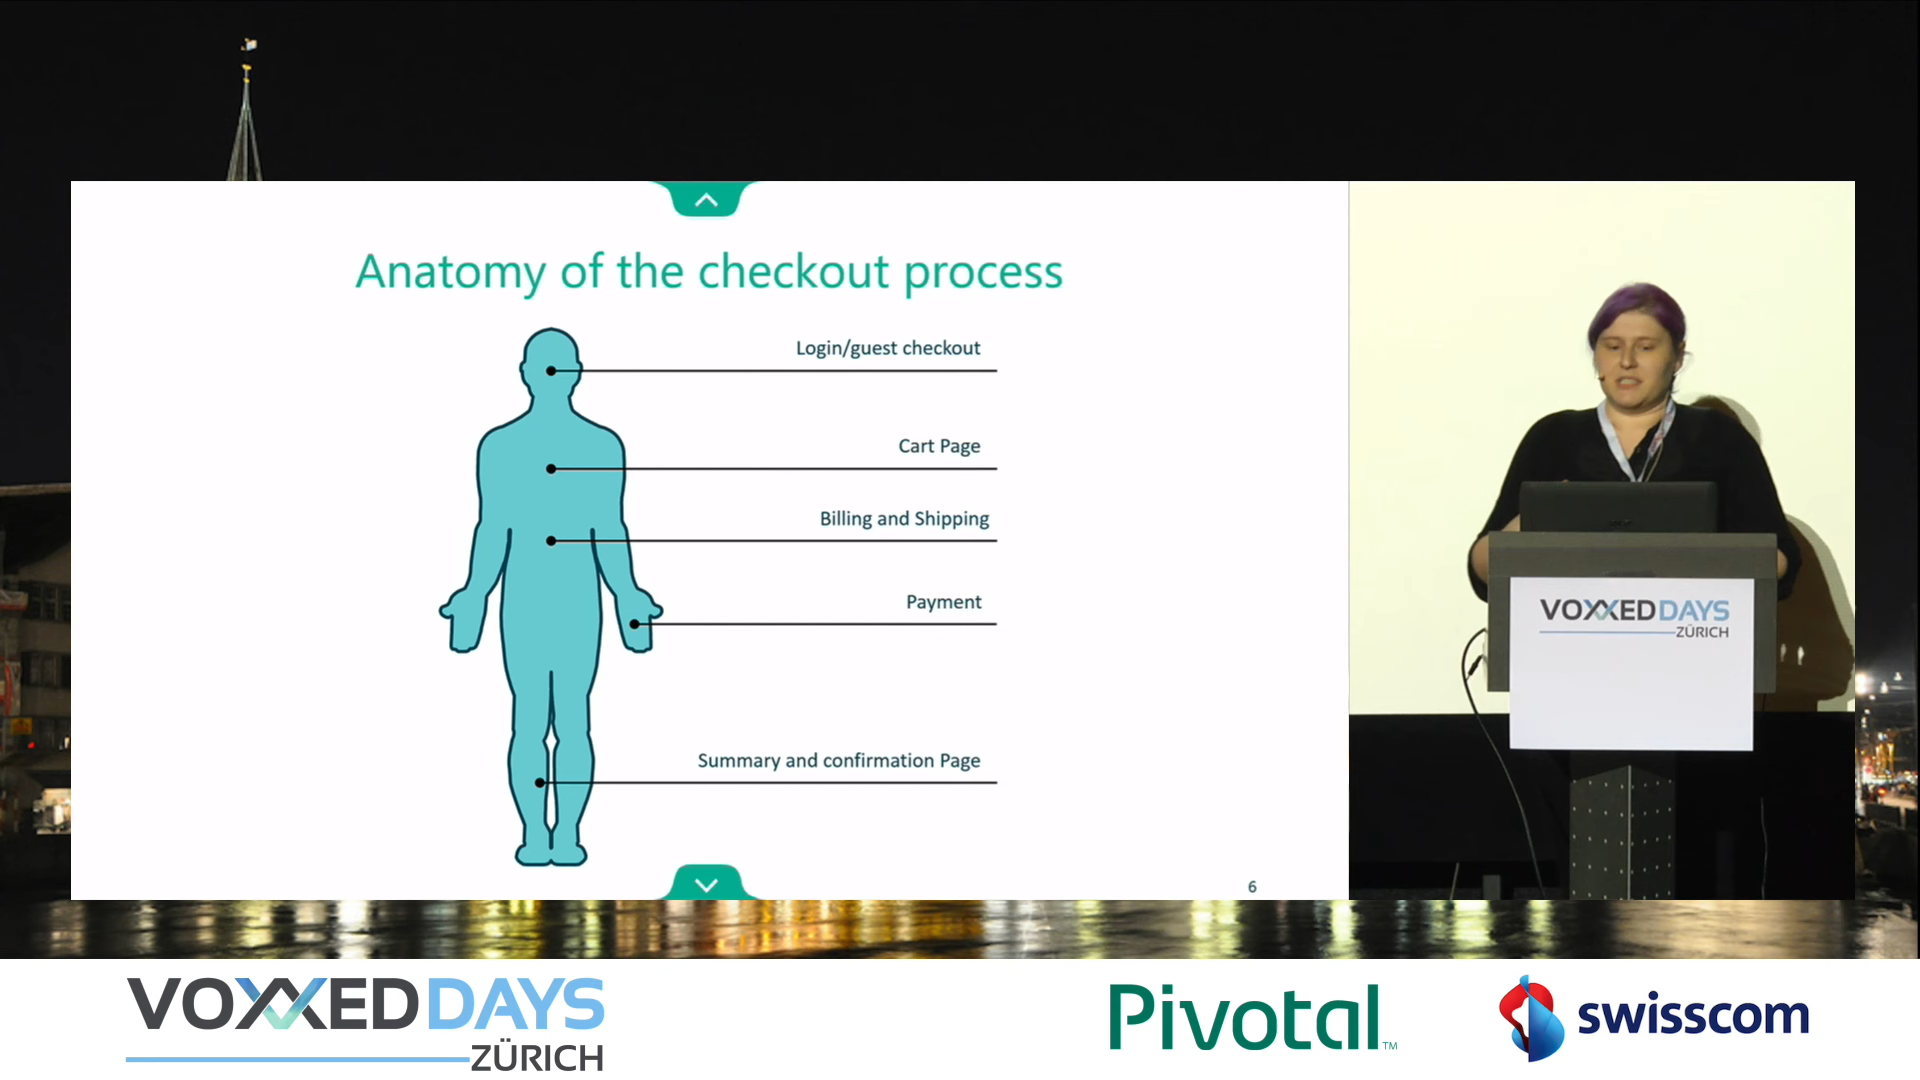 Anatomy of the checkout process
Login/guest checkout
Cart Page
Billing and Shipping
Payment
Summary and confirmation Page
6
VOXXED DAYS
ZÜRICH
VOXXED DAYS
ZÜRICH
Pivotal™
swisscom